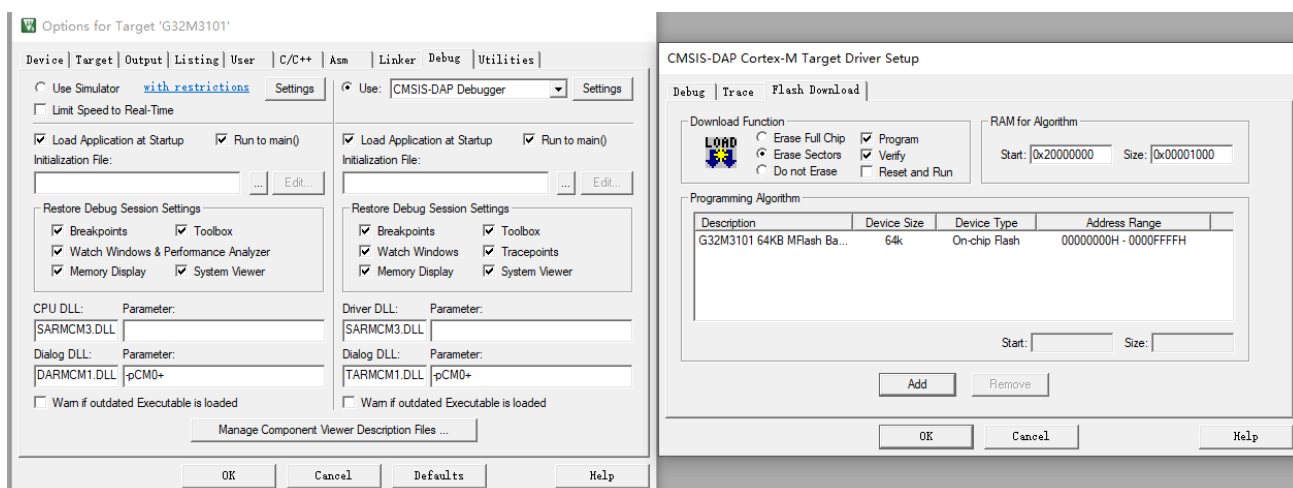 Options for Target 'G32M3101'
Device Target Output Listing User C/C++ Asm Linker Debug Utilities
Use Simulator with restrictions Settings
Limit Speed to Real-Time
Use: CMSIS-DAP Debugger Settings
Load Application at Startup Run to main()
Initialization File:
... Edit...
Load Application at Startup Run to main()
Initialization File:
... Edit...
Restore Debug Session Settings
Breakpoints Toolbox
Watch Windows & Performance Analyzer
Memory Display System Viewer
Restore Debug Session Settings
Breakpoints Toolbox
Watch Windows Tracepoints
Memory Display System Viewer
CPU DLL: Parameter:
SARMCM3.DLL
Dialog DLL: Parameter:
DARMCM1.DLL -pCM0+
Warn if outdated Executable is loaded
Driver DLL: Parameter:
SARMCM3.DLL
Dialog DLL: Parameter:
TARMCM1.DLL -pCM0+
Warn if outdated Executable is loaded
Manage Component Viewer Description Files ...
OK Cancel Defaults Help
CMSIS-DAP Cortex-M Target Driver Setup
Debug Trace Flash Download
Download Function
LOAD
Erase Full Chip Program
Erase Sectors Verify
Do not Erase Reset and Run
RAM for Algorithm
Start: 0x20000000 Size: 0x00001000
Programming Algorithm
Description Device Size Device Type Address Range
G32M3101 64KB MFlash Ba... 64k On-chip Flash 00000000H - 0000FFFFH
Start: Size:
Add Remove
OK Cancel Help